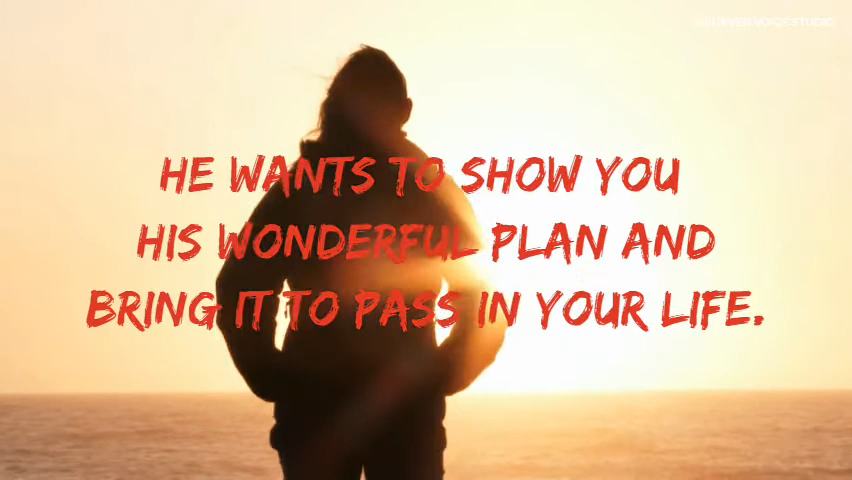 HE WANTS TO SHOW YOU
HIS WONDERFUL PLAN AND
BRING IT TO PASS IN YOUR LIFE.